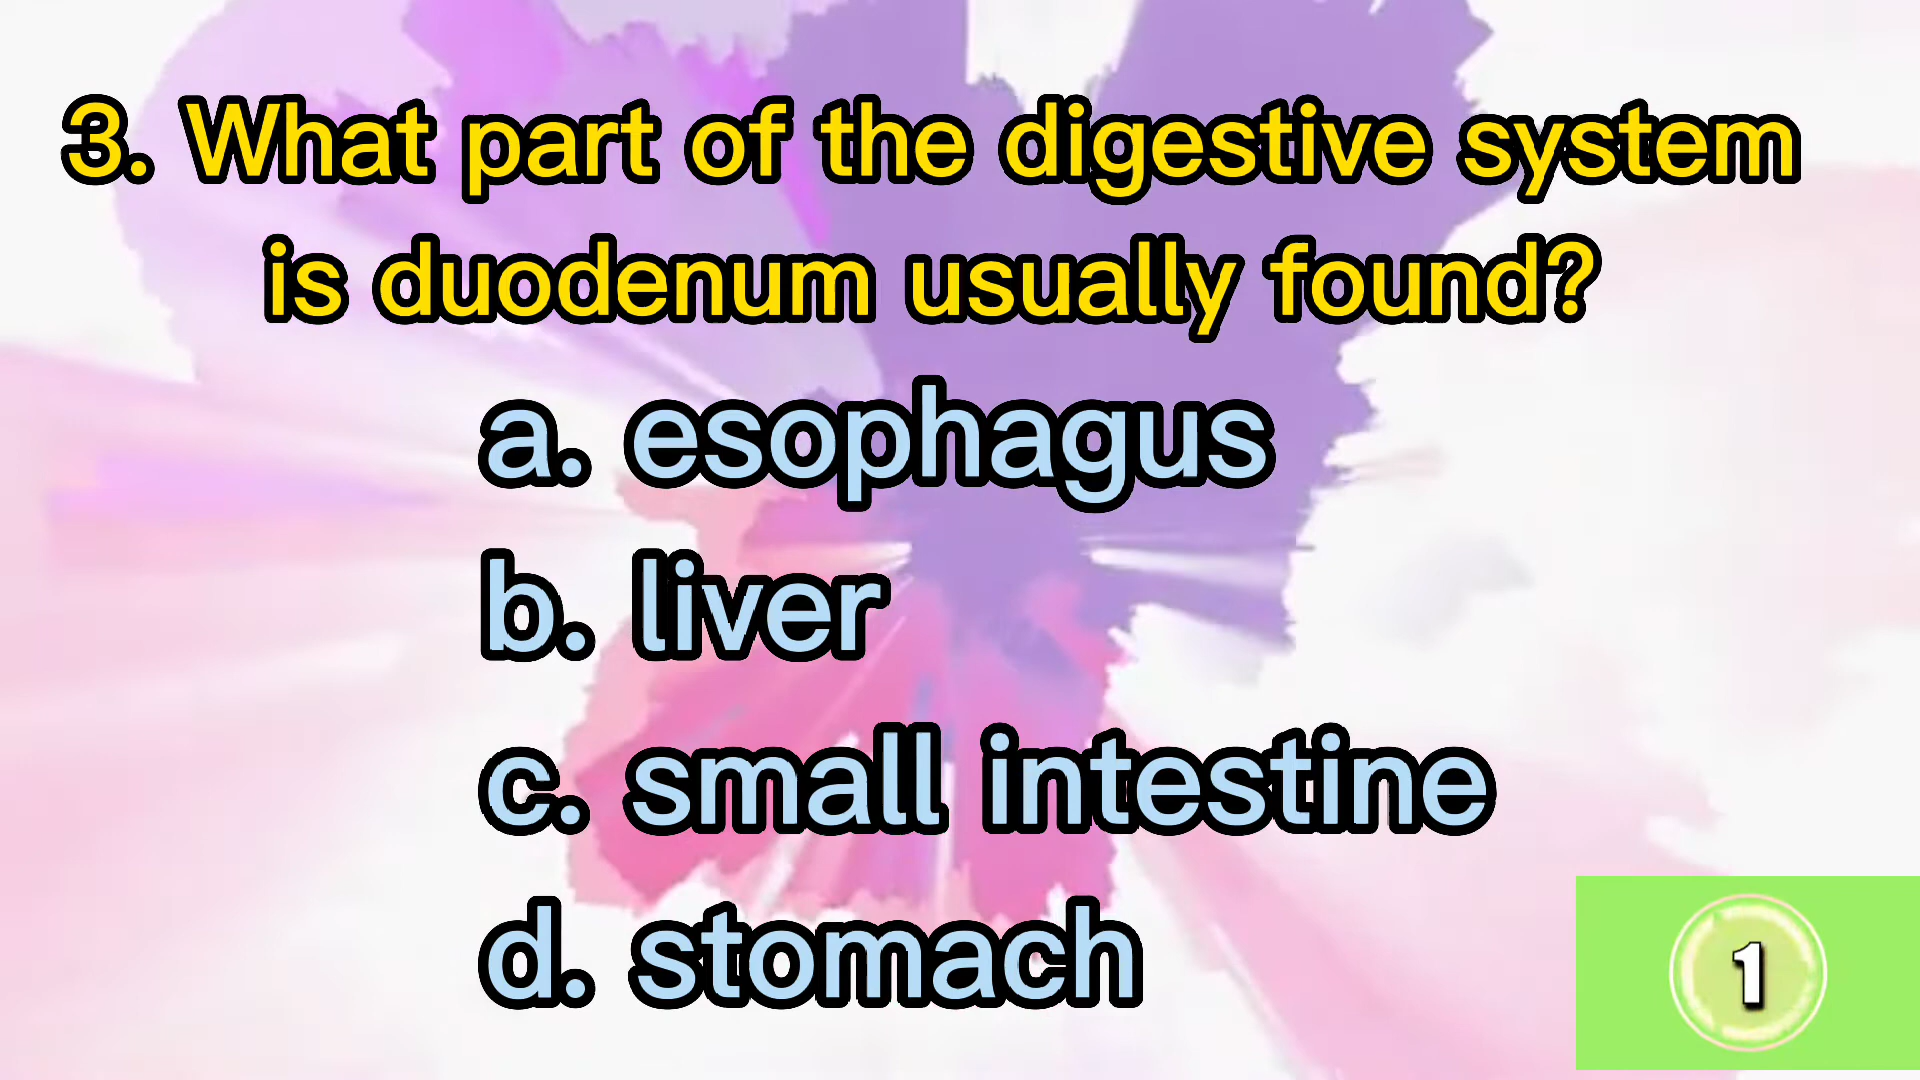 3. What part of the digestive system
is duodenum usually found?
a. esophagus
b. liver
c. small intestine
d. stomach
1